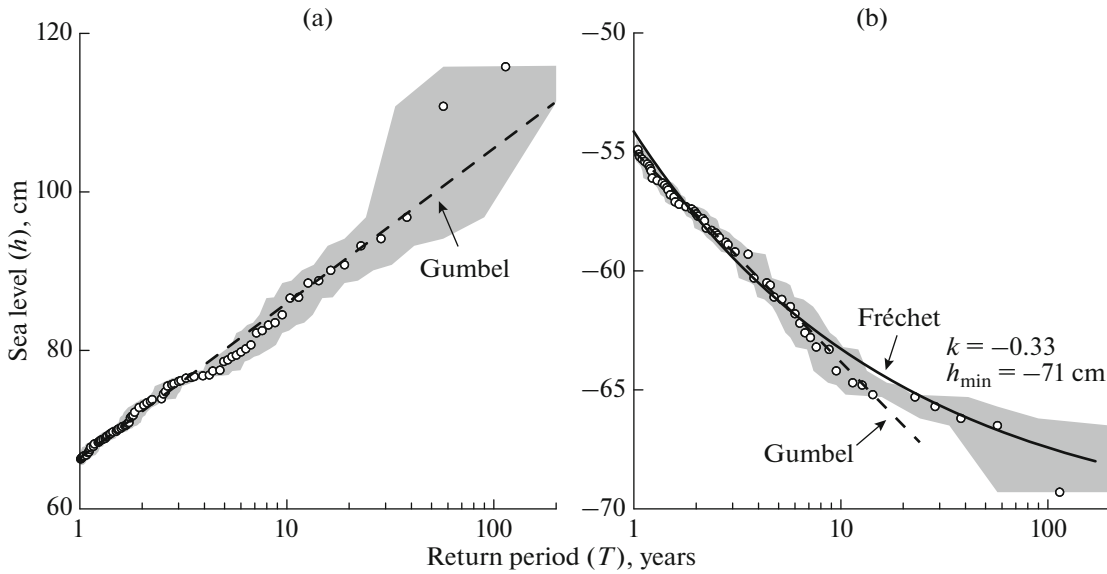 (a)
(b)
120
100
80
60
Sea level (h), cm
Gumbel
1
10
100
−50
−55
−60
−65
−70
Fréchet
k = −0.33
h_min = −71 cm
Gumbel
1
10
100
Return period (T), years